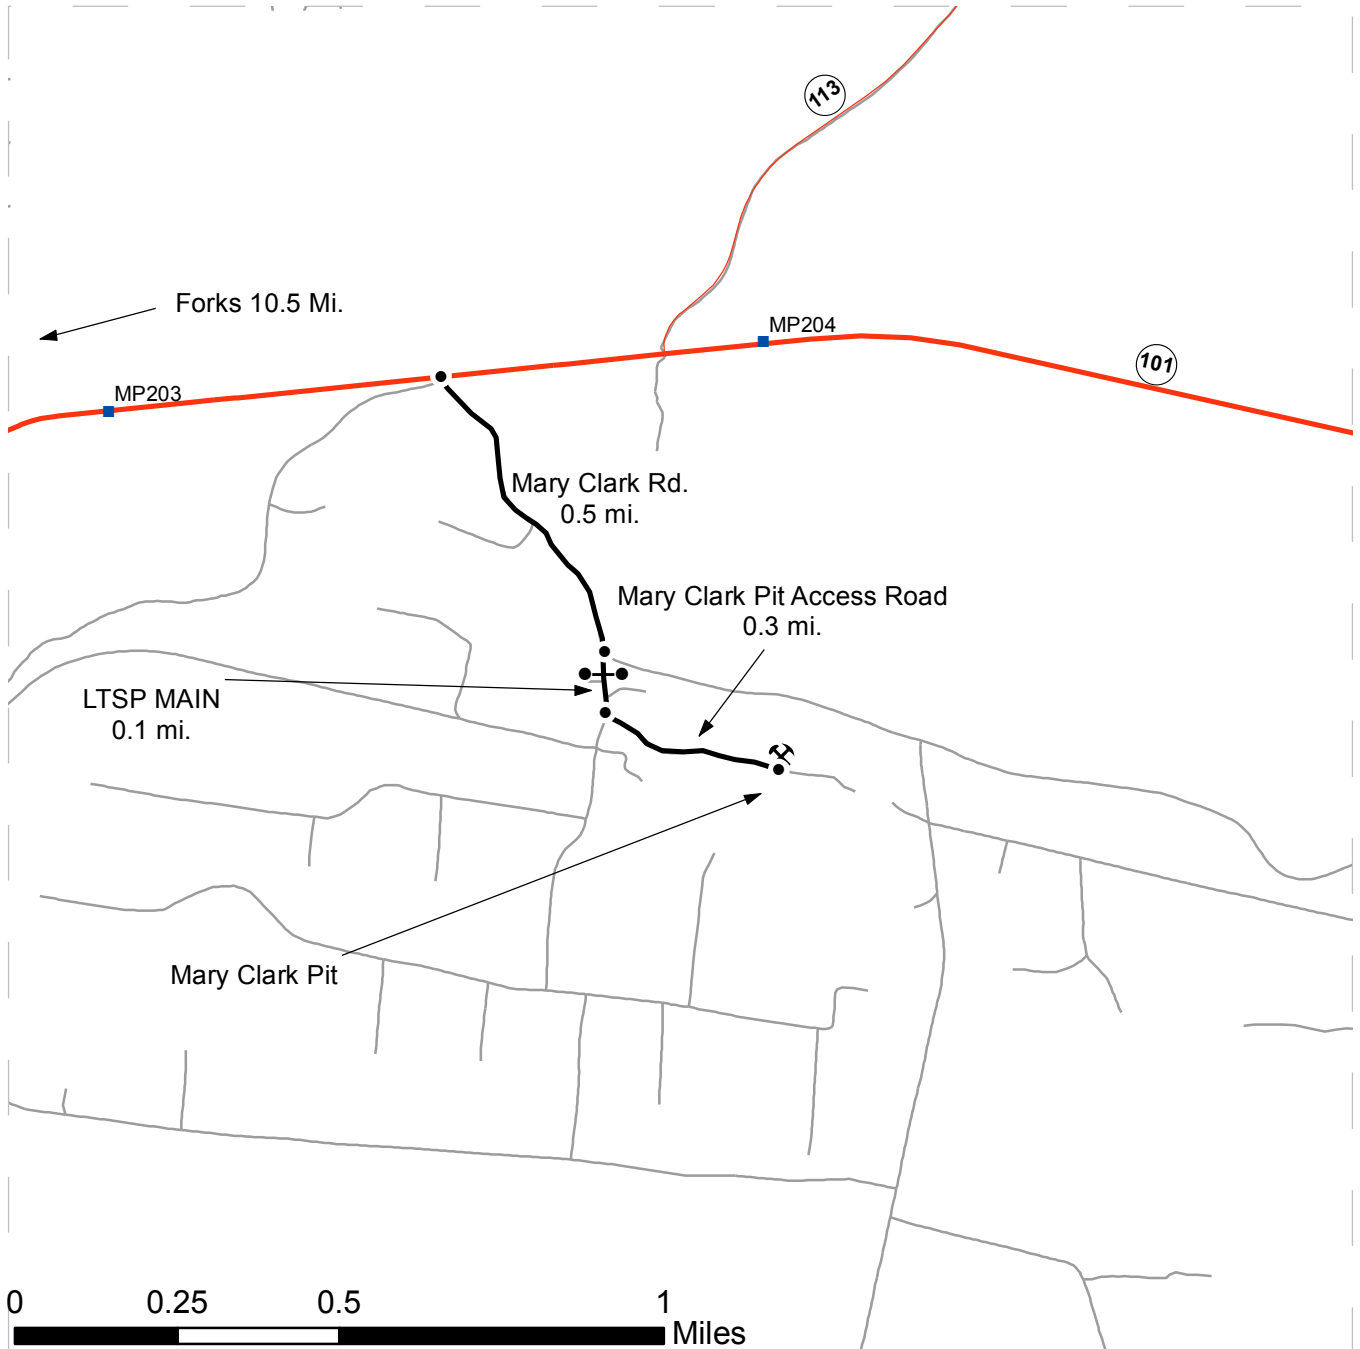 113
Forks 10.5 Mi.
MP204
101
MP203
Mary Clark Rd.
0.5 mi.
Mary Clark Pit Access Road
0.3 mi.
LTSP MAIN
0.1 mi.
Mary Clark Pit
0 0.25 0.5 1
Miles